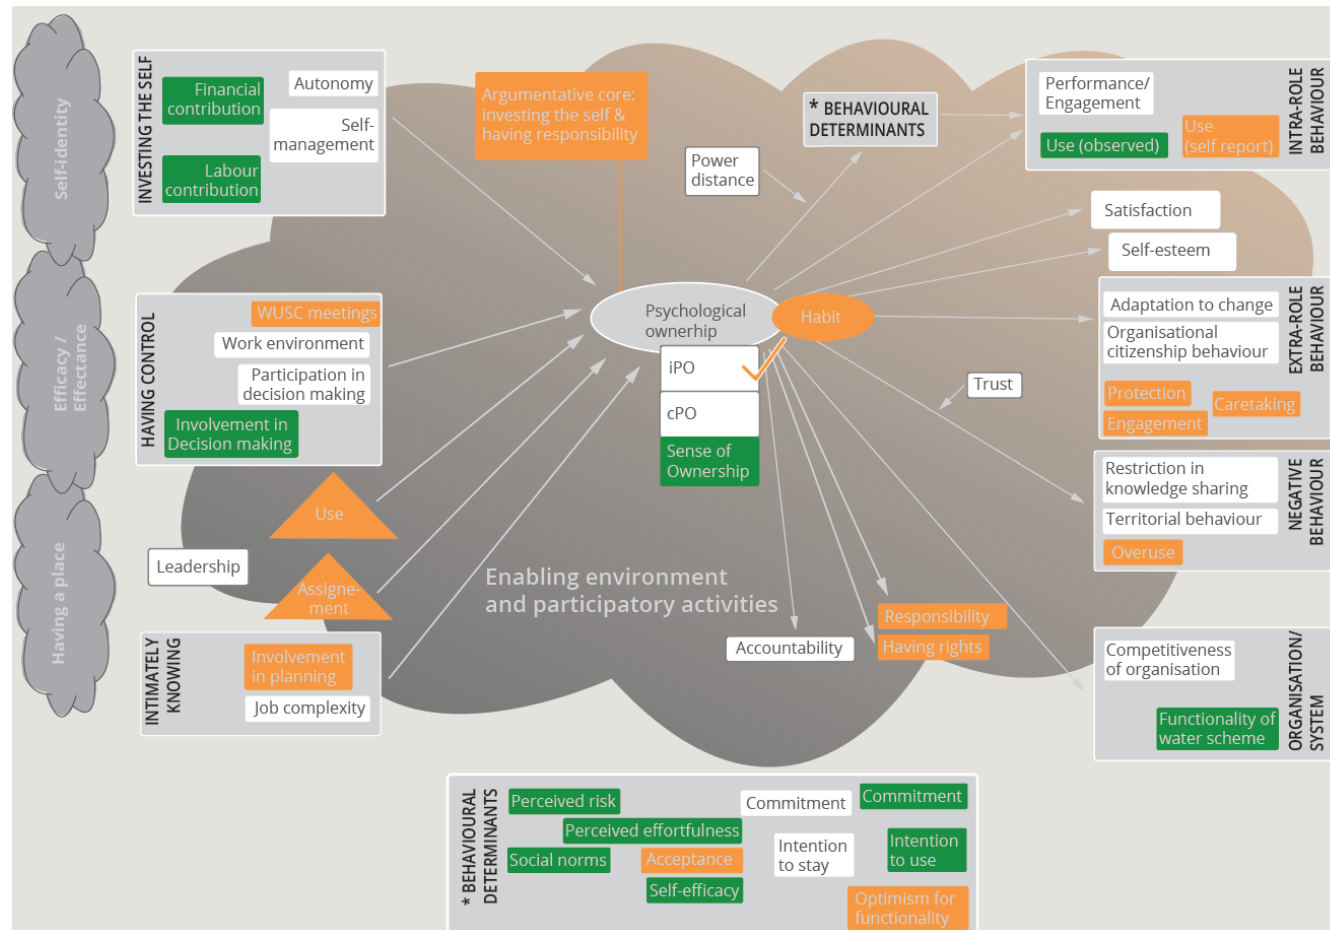 Self-identity
Efficacy /
Effectance
Having a place
INVESTING THE SELF
Financial
contribution
Autonomy
Self-
management
Labour
contribution
Argumentative core:
investing the self &
having responsibility
* BEHAVIOURAL
DETERMINANTS
Power
distance
Performance/
Engagement
Use (observed)
Use
(self report)
INTRA-ROLE
BEHAVIOUR
Satisfaction
Self-esteem
HAVING CONTROL
WUSC meetings
Work environment
Participation in
decision making
Involvement in
Decision making
Psychological
ownerhip
Habit
iPO
cPO
Sense of
Ownership
Trust
Adaptation to change
Organisational
citizenship behaviour
Protection
Caretaking
Engagement
EXTRA-ROLE
BEHAVIOUR
Restriction in
knowledge sharing
Territorial behaviour
Overuse
NEGATIVE
BEHAVIOUR
Use
Leadership
Assigne-
ment
Enabling environment
and participatory activities
INTIMATELY
KNOWING
Involvement
in planning
Job complexity
Accountability
Responsibility
Having rights
Competitiveness
of organisation
Functionality of
water scheme
ORGANISATION/
SYSTEM
* BEHAVIOURAL
DETERMINANTS
Perceived risk
Perceived effortfulness
Social norms
Acceptance
Self-efficacy
Commitment
Commitment
Intention
to stay
Intention
to use
Optimism for
functionality